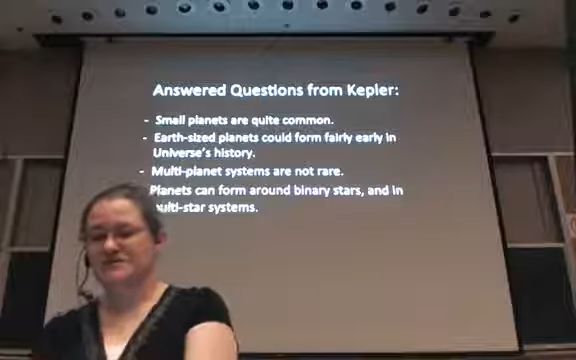 Answered Questions from Kepler:
- Small planets are quite common.
- Earth-sized planets could form fairly early in
Universe's history.
- Multi-planet systems are not rare.
Planets can form around binary stars, and in
systems.